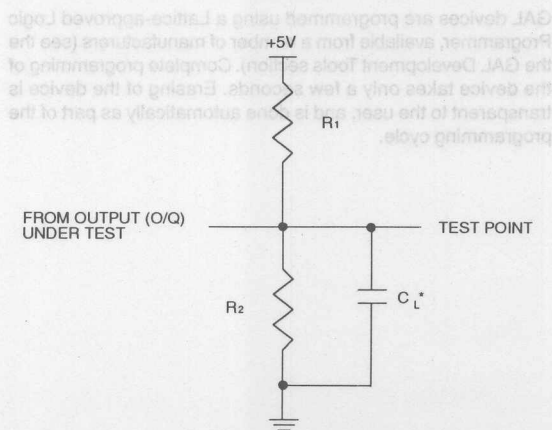 GAL devices are programmed using a Lattice-approved Logic
Programmer, available from a number of manufacturers (see the
the GAL Development Tools section). Complete programming of
the device takes only a few seconds. Erasing of the device is
transparent to the user, and is done automatically as part of the
programming cycle.
+5V
R1
FROM OUTPUT (O/Q)
UNDER TEST
TEST POINT
R2
CL*